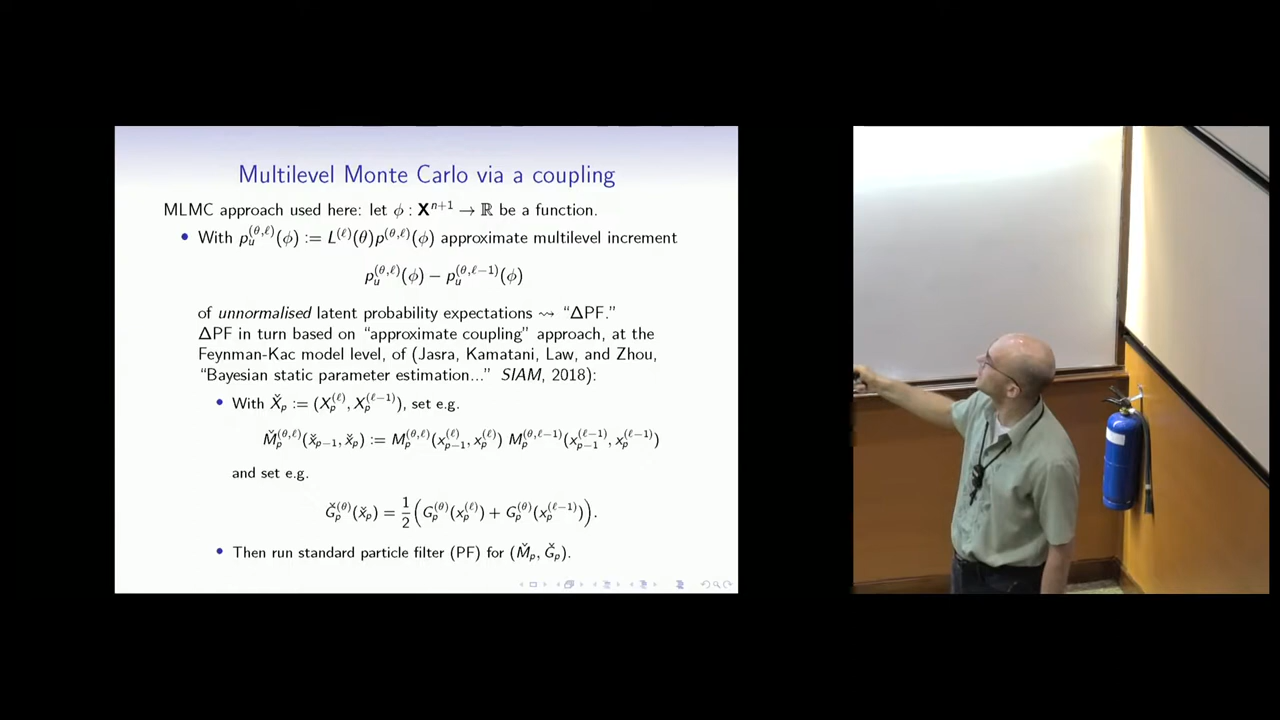 Multilevel Monte Carlo via a coupling
MLMC approach used here: let ϕ : 𝗫ⁿ⁺¹ → ℝ be a function.
• With p_u^{(θ,ℓ)}(ϕ) := L^{(ℓ)}(θ)p^{(θ,ℓ)}(ϕ) approximate multilevel increment
p_u^{(θ,ℓ)}(ϕ) − p_u^{(θ,ℓ−1)}(ϕ)
of unnormalised latent probability expectations ⇝ “ΔPF.”
ΔPF in turn based on “approximate coupling” approach, at the
Feynman-Kac model level, of (Jasra, Kamatani, Law, and Zhou,
“Bayesian static parameter estimation...” SIAM, 2018):
• With X̌_p := (X_p^{(ℓ)}, X_p^{(ℓ−1)}), set e.g.
M̌_p^{(θ,ℓ)}(x̌_{p−1}, x̌_p) := M_p^{(θ,ℓ)}(x_{p−1}^{(ℓ)}, x_p^{(ℓ)}) M_p^{(θ,ℓ−1)}(x_{p−1}^{(ℓ−1)}, x_p^{(ℓ−1)})
and set e.g.
Ǧ_p^{(θ)}(x̌_p) = 1/2 (G_p^{(θ)}(x_p^{(ℓ)}) + G_p^{(θ)}(x_p^{(ℓ−1)})).
• Then run standard particle filter (PF) for (M̌_p, Ǧ_p).